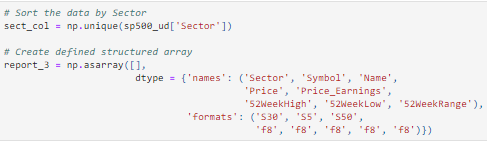 # Sort the data by Sector
sect_col = np.unique(sp500_ud['Sector'])
# Create defined structured array
report_3 = np.asarray([],
dtype = {'names': ('Sector', 'Symbol', 'Name',
'Price', 'Price_Earnings',
'52WeekHigh', '52WeekLow', '52WeekRange'),
'formats': ('S30', 'S5', 'S50',
'f8', 'f8', 'f8', 'f8', 'f8')})